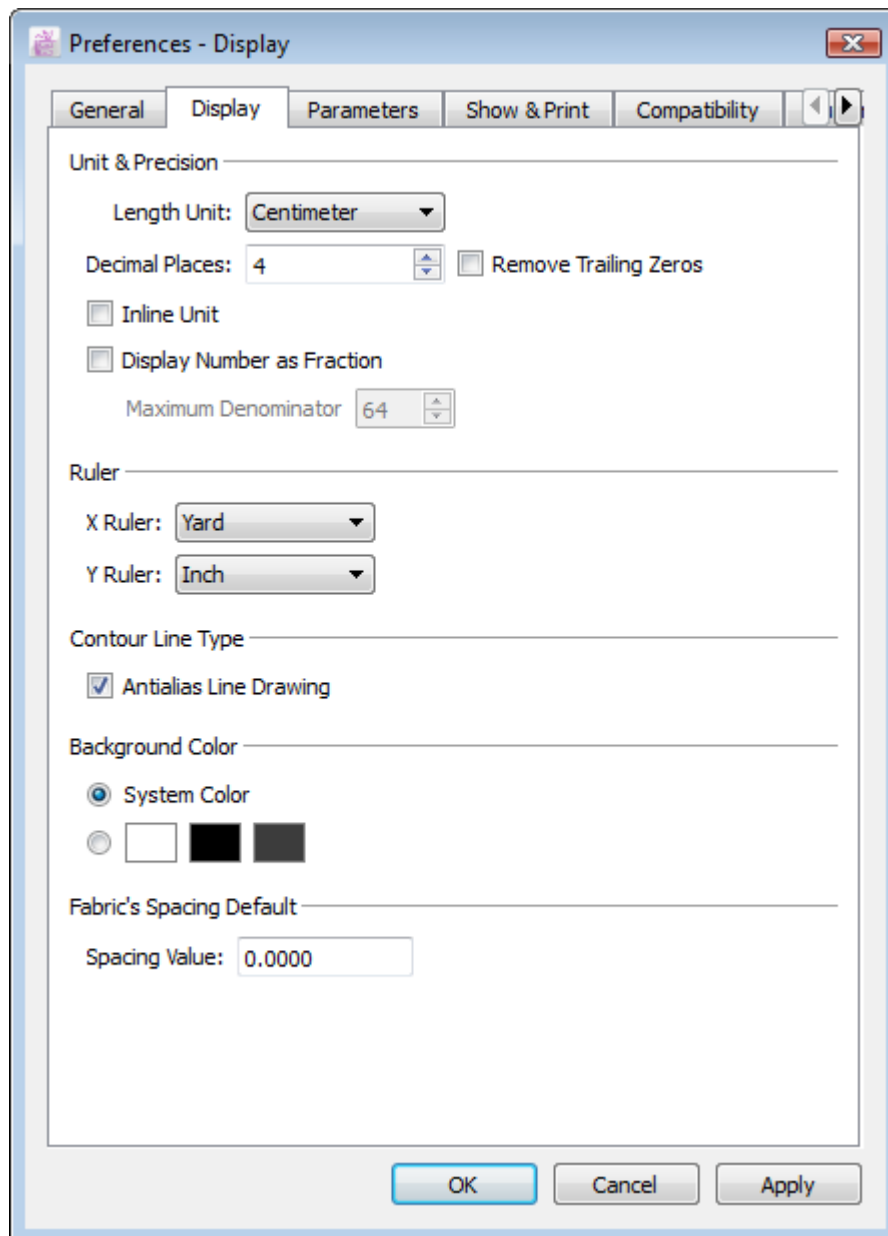 Preferences - Display
General Display Parameters Show & Print Compatibility
Unit & Precision
Length Unit: Centimeter
Decimal Places: 4 Remove Trailing Zeros
Inline Unit
Display Number as Fraction
Maximum Denominator 64
Ruler
X Ruler: Yard
Y Ruler: Inch
Contour Line Type
Antialias Line Drawing
Background Color
System Color
Fabric's Spacing Default
Spacing Value: 0.0000
OK Cancel Apply